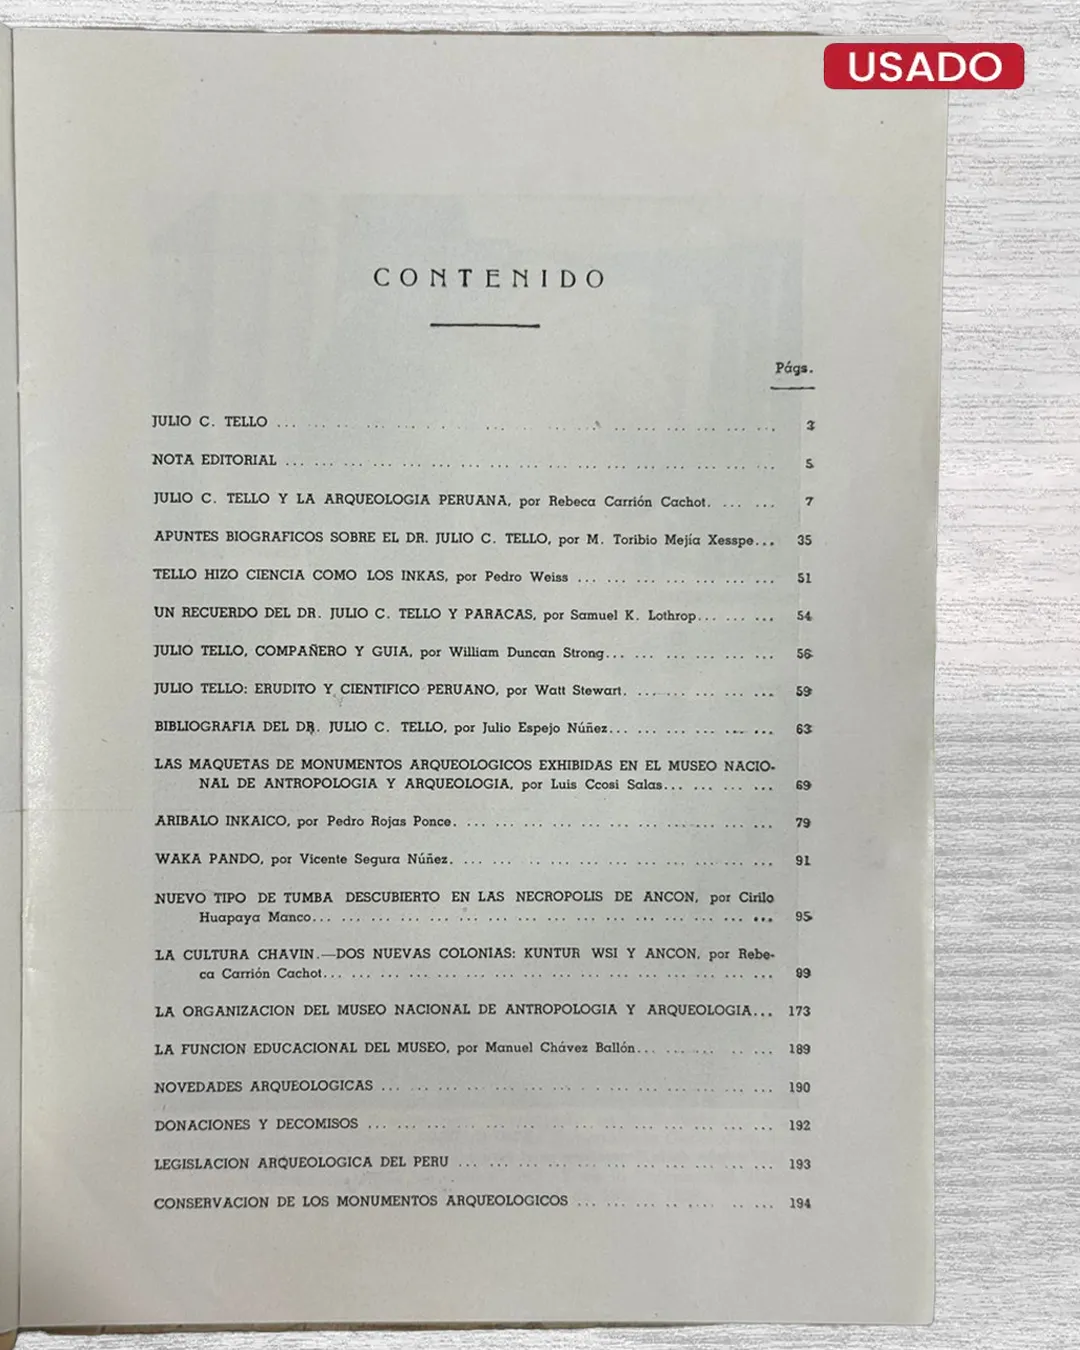 USADO
CONTENIDO
Págs.
JULIO C. TELLO ... ... ... ... ... ... ... ... ... ... ... ... ... ... ... ... ... 3
NOTA EDITORIAL ... ... ... ... ... ... ... ... ... ... ... ... ... ... ... ... ... 5
JULIO C. TELLO Y LA ARQUEOLOGIA PERUANA, por Rebeca Carrión Cachot. ... ... 7
APUNTES BIOGRAFICOS SOBRE EL DR. JULIO C. TELLO, por M. Toribio Mejía Xesspe... 35
TELLO HIZO CIENCIA COMO LOS INKAS, por Pedro Weiss ... ... ... ... ... ... ... 51
UN RECUERDO DEL DR. JULIO C. TELLO Y PARACAS, por Samuel K. Lothrop... ... ... 54
JULIO TELLO, COMPAÑERO Y GUIA, por William Duncan Strong... ... ... ... ... ... 56
JULIO TELLO: ERUDITO Y CIENTIFICO PERUANO, por Watt Stewart. ... ... ... ... ... 59
BIBLIOGRAFIA DEL DR. JULIO C. TELLO, por Julio Espejo Núñez... ... ... ... ... ... 63
LAS MAQUETAS DE MONUMENTOS ARQUEOLOGICOS EXHIBIDAS EN EL MUSEO NACIO-
NAL DE ANTROPOLOGIA Y ARQUEOLOGIA, por Luis Ccosi Salas... ... ... ... 69
ARIBALO INKAICO, por Pedro Rojas Ponce. ... ... ... ... ... ... ... ... ... ... ... 79
WAKA PANDO, por Vicente Segura Núñez. ... ... ... ... ... ... ... ... ... ... ... 91
NUEVO TIPO DE TUMBA DESCUBIERTO EN LAS NECROPOLIS DE ANCON, por Cirilo
Huapaya Manco... ... ... ... ... ... ... ... ... ... ... ... ... ... ... ... 95
LA CULTURA CHAVIN.—DOS NUEVAS COLONIAS: KUNTUR WSI Y ANCON, por Rebe-
ca Carrión Cachot... ... ... ... ... ... ... ... ... ... ... ... ... ... ... ... 99
LA ORGANIZACION DEL MUSEO NACIONAL DE ANTROPOLOGIA Y ARQUEOLOGIA... 173
LA FUNCION EDUCACIONAL DEL MUSEO, por Manuel Chávez Ballón... ... ... ... ... 189
NOVEDADES ARQUEOLOGICAS ... ... ... ... ... ... ... ... ... ... ... ... ... ... 190
DONACIONES Y DECOMISOS ... ... ... ... ... ... ... ... ... ... ... ... ... ... 192
LEGISLACION ARQUEOLOGICA DEL PERU ... ... ... ... ... ... ... ... ... ... ... 193
CONSERVACION DE LOS MONUMENTOS ARQUEOLOGICOS ... ... ... ... ... ... ... 194